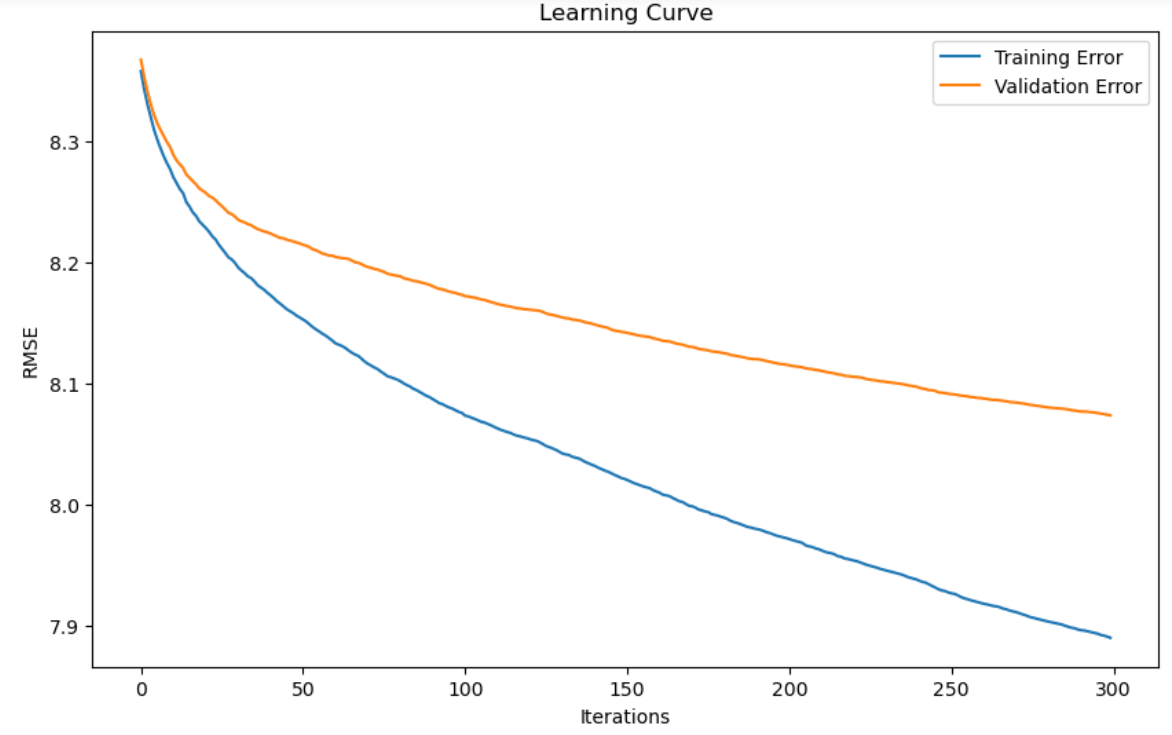 Learning Curve
Training Error
Validation Error
8.3
8.2
8.1
8.0
7.9
RMSE
0 50 100 150 200 250 300
Iterations